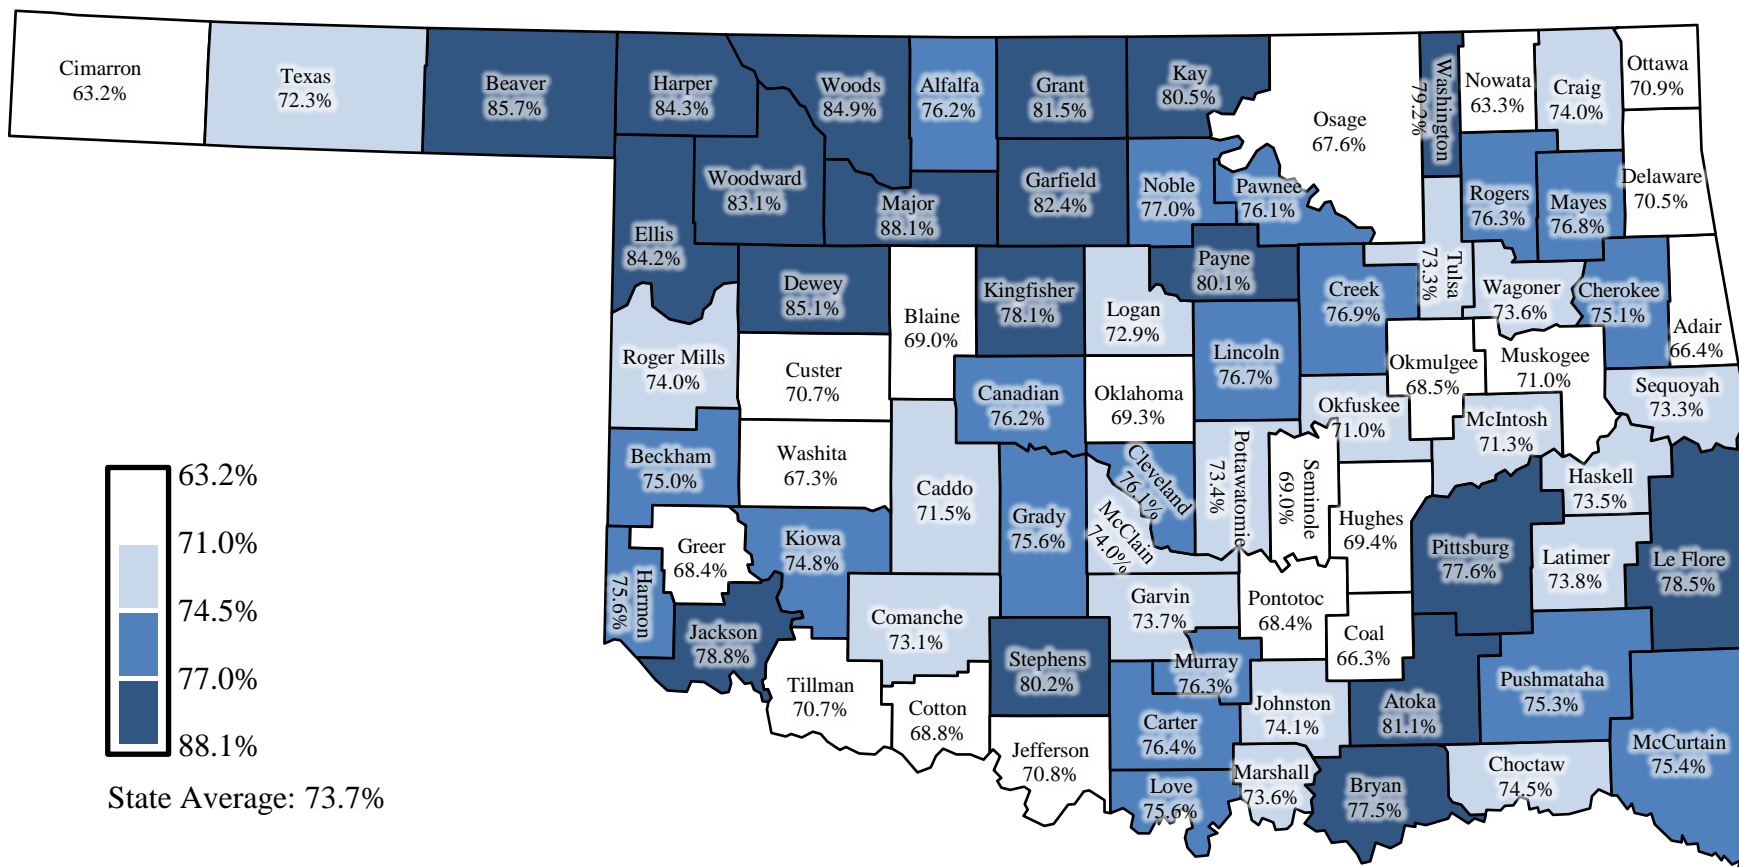 Cimarron
63.2%
Texas
72.3%
Beaver
85.7%
Harper
84.3%
Woods
84.9%
Alfalfa
76.2%
Grant
81.5%
Kay
80.5%
Osage
67.6%
Washington
79.2%
Nowata
63.3%
Craig
74.0%
Ottawa
70.9%
Ellis
84.2%
Woodward
83.1%
Major
88.1%
Garfield
82.4%
Noble
77.0%
Pawnee
76.1%
Rogers
76.3%
Mayes
76.8%
Delaware
70.5%
Dewey
85.1%
Blaine
69.0%
Kingfisher
78.1%
Logan
72.9%
Payne
80.1%
Creek
76.9%
Tulsa
73.3%
Wagoner
73.6%
Cherokee
75.1%
Adair
66.4%
Roger Mills
74.0%
Custer
70.7%
Canadian
76.2%
Oklahoma
69.3%
Lincoln
76.7%
Okmulgee
68.5%
Muskogee
71.0%
Sequoyah
73.3%
Okfuskee
71.0%
McIntosh
71.3%
Beckham
75.0%
Washita
67.3%
Caddo
71.5%
Grady
75.6%
Cleveland
76.1%
McClain
74.0%
Pottawatomie
73.4%
Seminole
69.0%
Hughes
69.4%
Haskell
73.5%
Pittsburg
77.6%
Latimer
73.8%
Le Flore
78.5%
Greer
68.4%
Kiowa
74.8%
Harmon
75.6%
Jackson
78.8%
Comanche
73.1%
Garvin
73.7%
Pontotoc
68.4%
Coal
66.3%
Tillman
70.7%
Cotton
68.8%
Stephens
80.2%
Murray
76.3%
Johnston
74.1%
Atoka
81.1%
Pushmataha
75.3%
Carter
76.4%
Jefferson
70.8%
Love
75.6%
Marshall
73.6%
Bryan
77.5%
Choctaw
74.5%
McCurtain
75.4%
63.2%
71.0%
74.5%
77.0%
88.1%
State Average: 73.7%